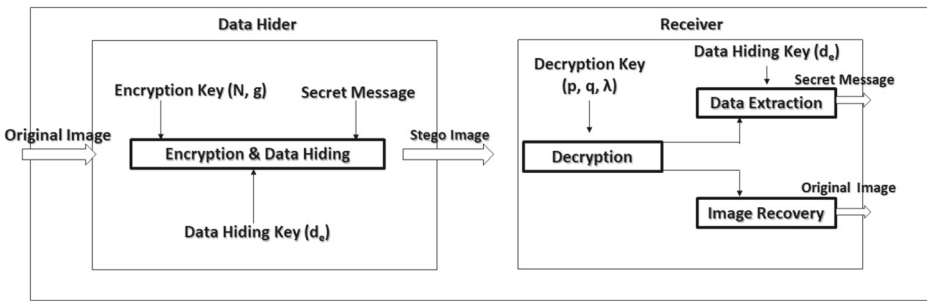 Data Hider
Encryption Key (N, g)
Secret Message
Original Image
Encryption & Data Hiding
Data Hiding Key (dₑ)
Stego Image
Receiver
Data Hiding Key (dₑ)
Decryption Key
(p, q, λ)
Secret Message
Data Extraction
Decryption
Original Image
Image Recovery